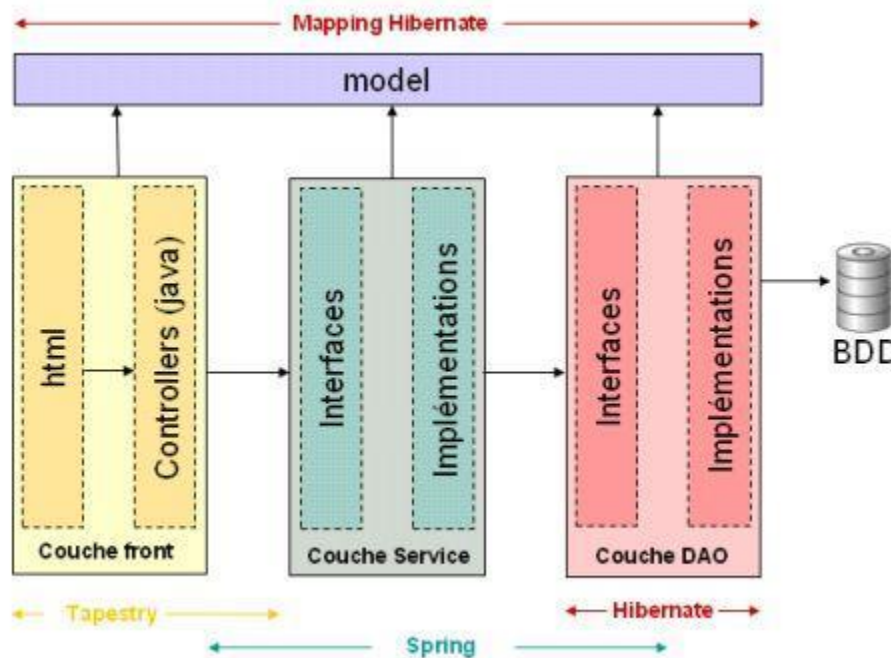 Mapping Hibernate
model
html
Controllers (java)
Couche front
Interfaces
Implémentations
Couche Service
Interfaces
Implémentations
Couche DAO
BDD
Tapestry
Hibernate
Spring